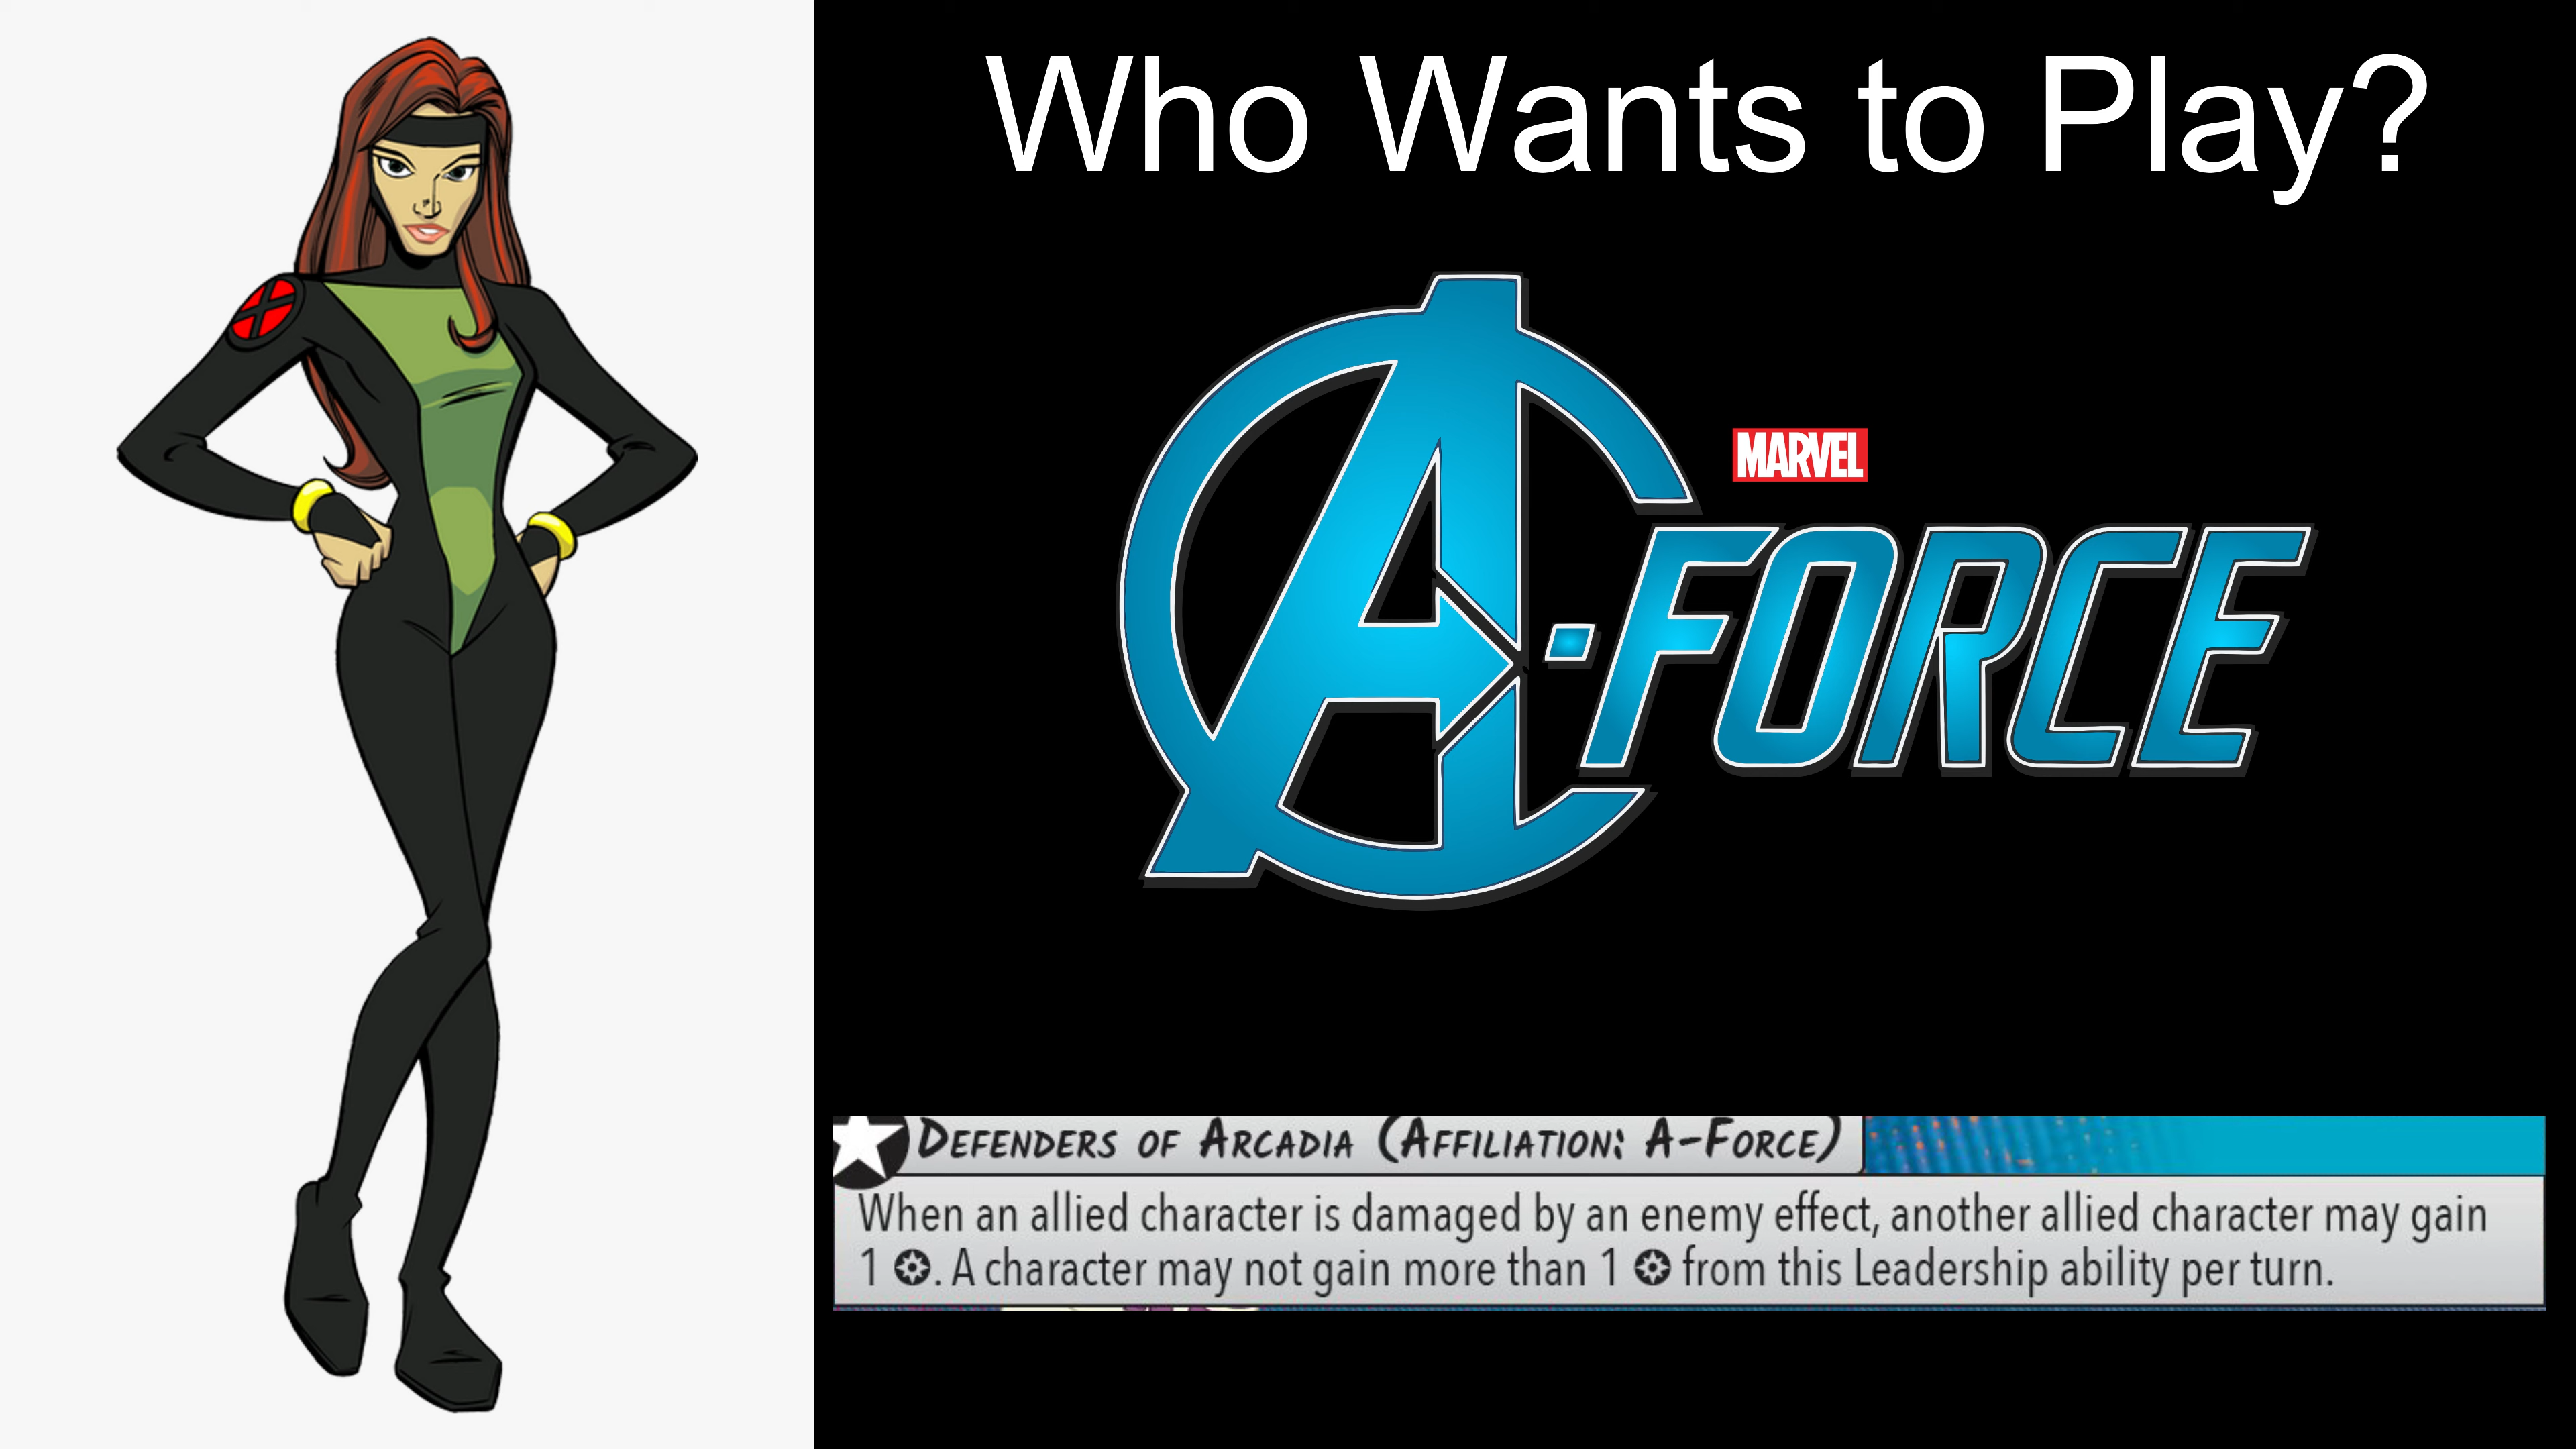 Who Wants to Play?
MARVEL
A-FORCE
DEFENDERS OF ARCADIA (AFFILIATION: A-FORCE)
When an allied character is damaged by an enemy effect, another allied character may gain
1 . A character may not gain more than 1 from this Leadership ability per turn.